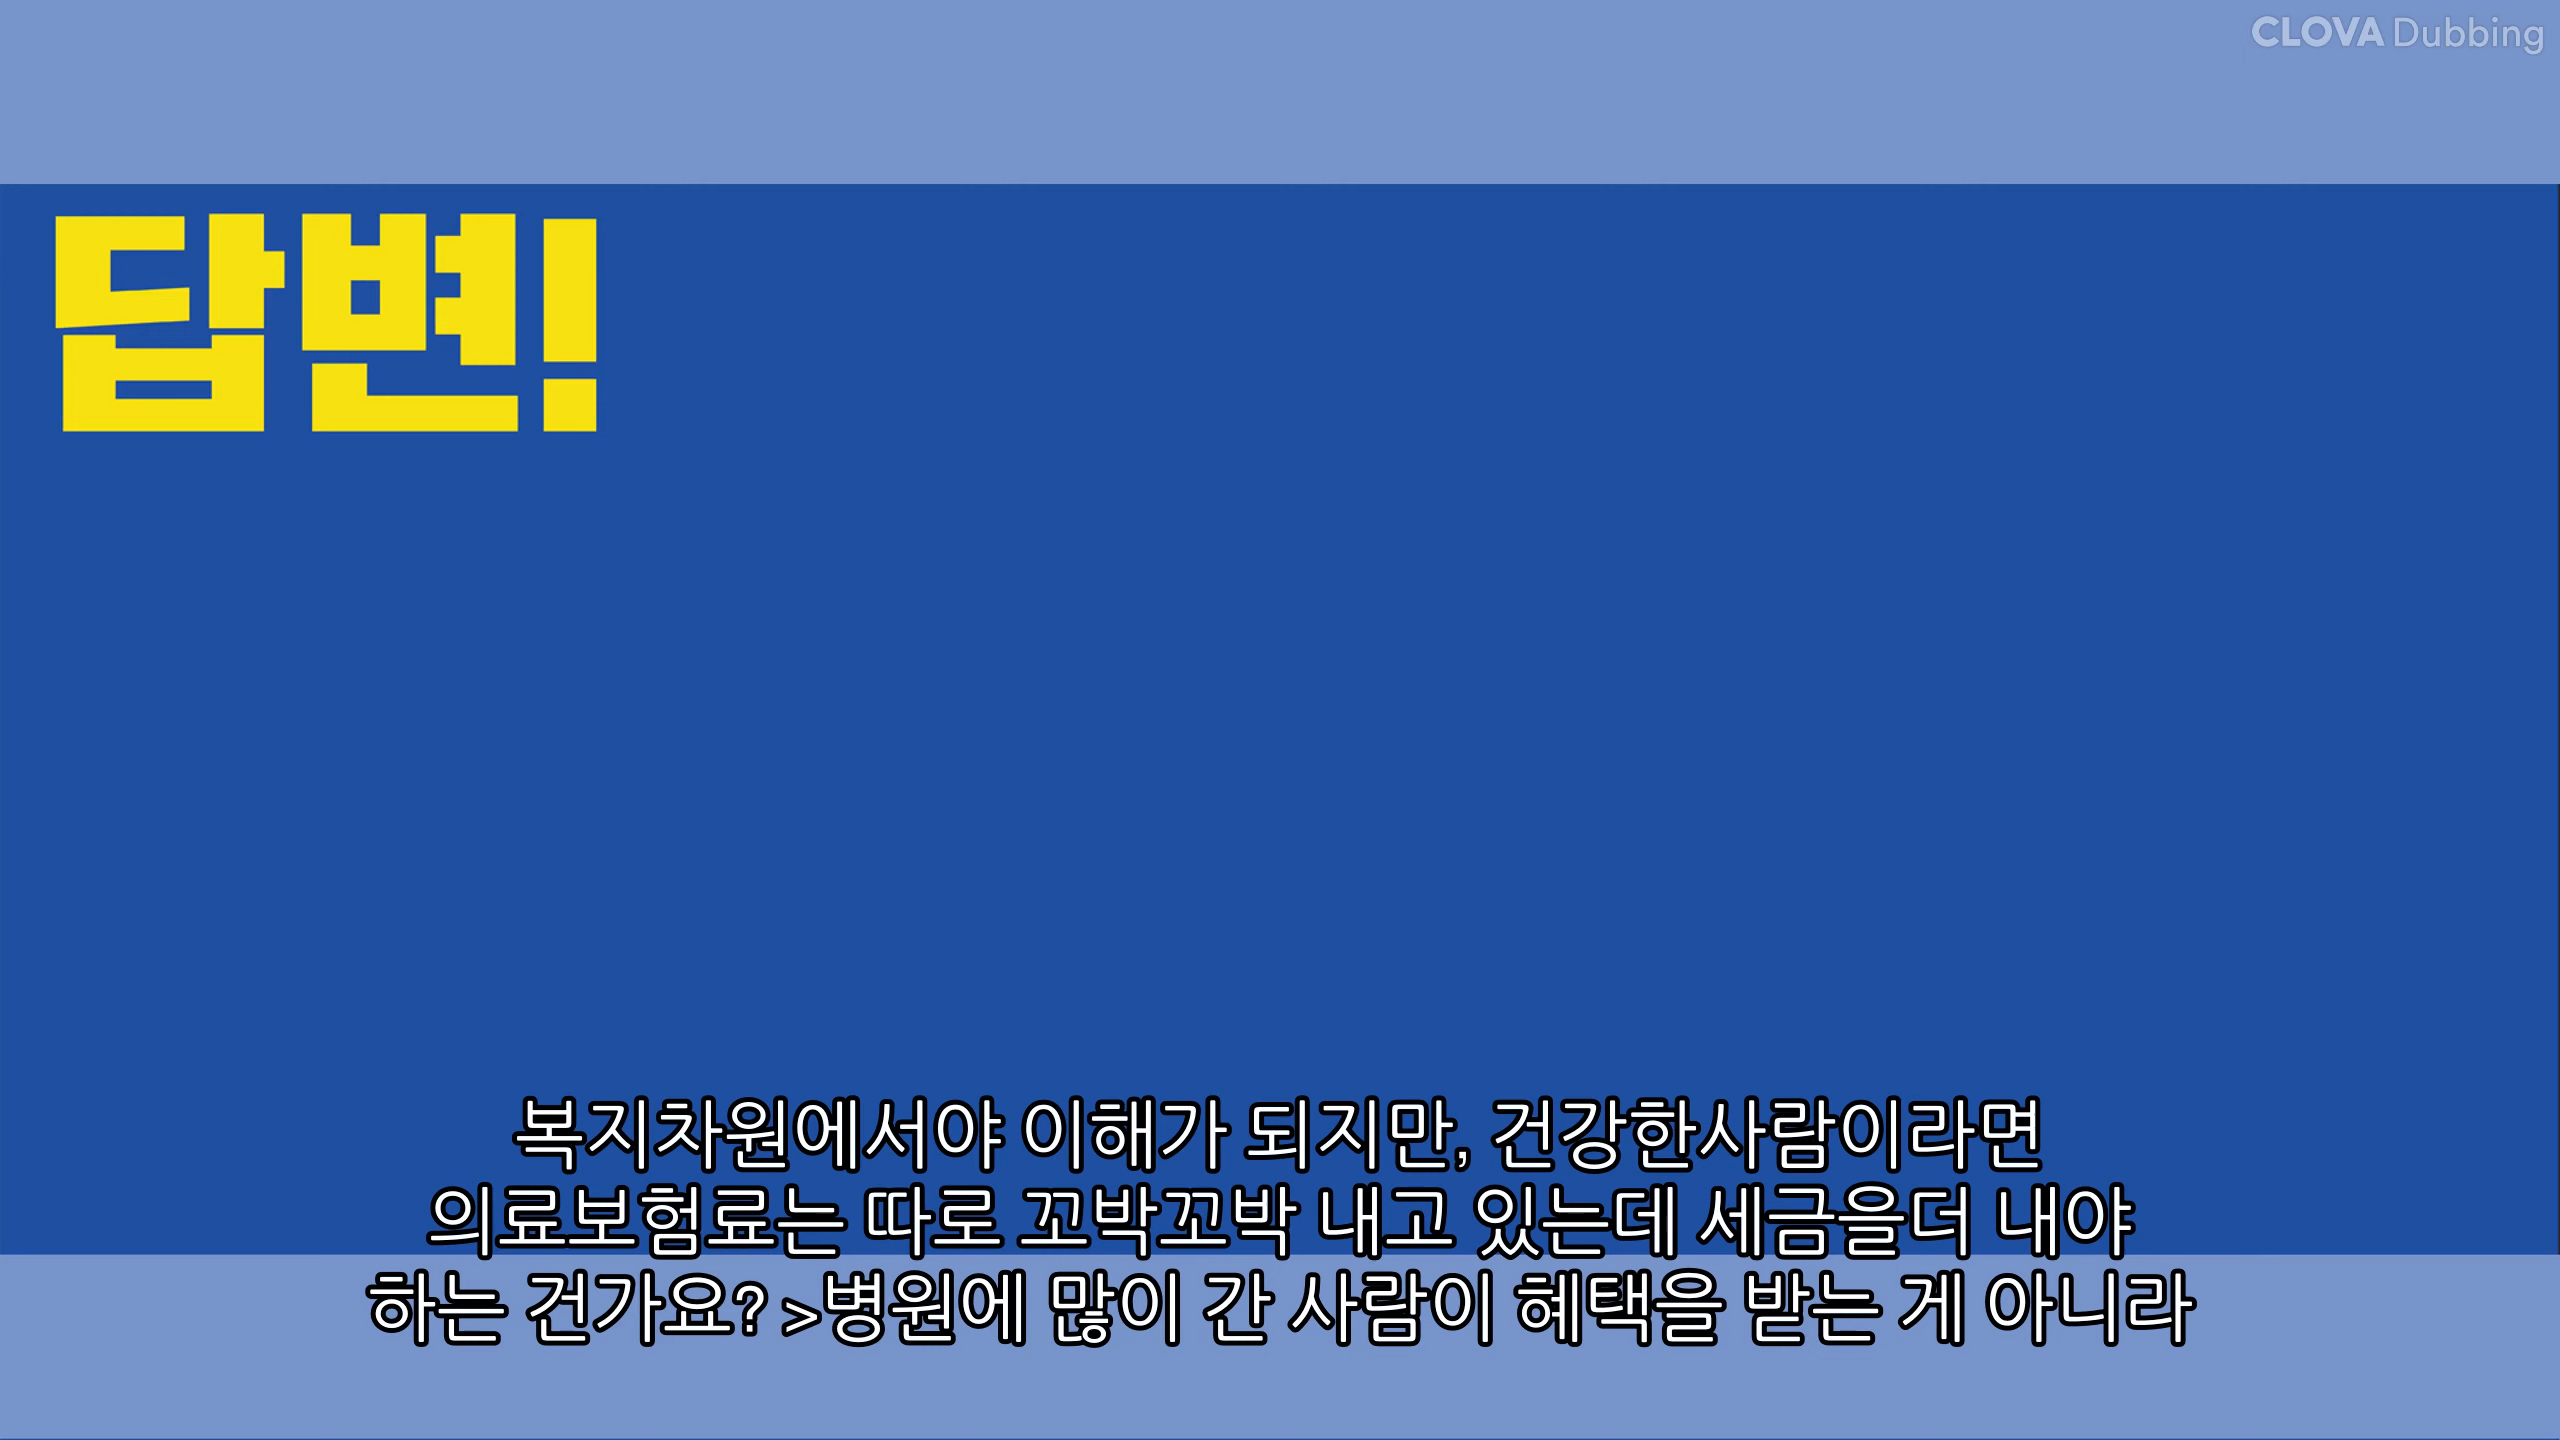 CLOVA Dubbing
답변!
복지차원에서야 이해가 되지만, 건강한사람이라면
의료보험료는 따로 꼬박꼬박 내고 있는데 세금을더 내야
하는 건가요? >병원에 많이 간 사람이 혜택을 받는 게 아니라